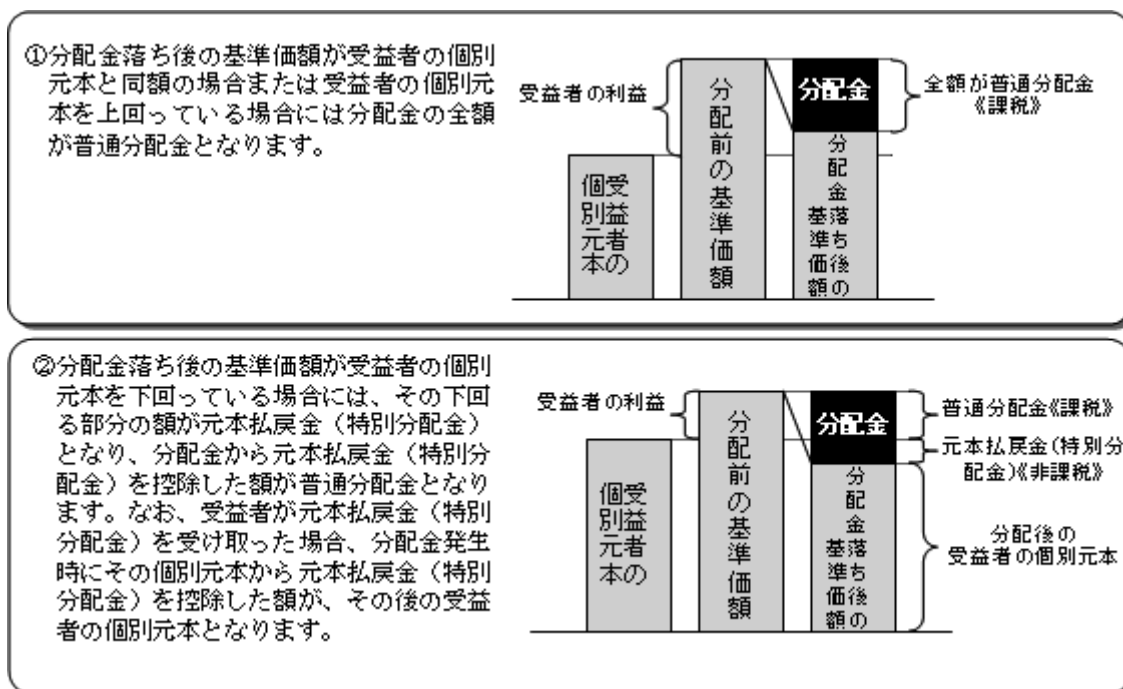 ①分配金落ち後の基準価額が受益者の個別
元本と同額の場合または受益者の個別元
本を上回っている場合には分配金の全額
が普通分配金となります。
受益者の利益
受益者の
個別元本
分配前の基準価額
分配金
分配金落ち後の
基準価額
全額が普通分配金
《課税》
②分配金落ち後の基準価額が受益者の個別
元本を下回っている場合には、その下回
る部分の額が元本払戻金（特別分配金）
となり、分配金から元本払戻金（特別分
配金）を控除した額が普通分配金となり
ます。なお、受益者が元本払戻金（特別
分配金）を受け取った場合、分配金発生
時にその個別元本から元本払戻金（特別
分配金）を控除した額が、その後の受益
者の個別元本となります。
受益者の利益
受益者の
個別元本
分配前の基準価額
分配金
分配金落ち後の
基準価額
普通分配金《課税》
元本払戻金(特別分
配金)《非課税》
分配後の
受益者の個別元本